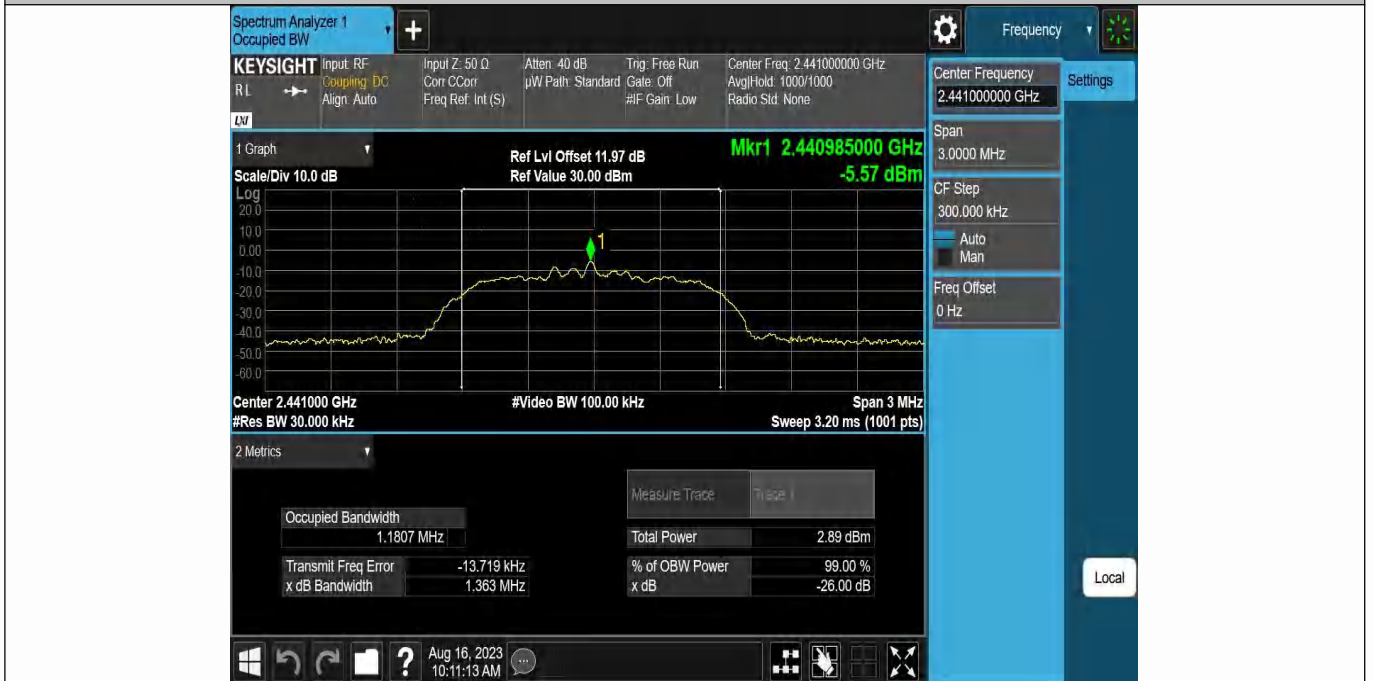 Spectrum Analyzer 1
Occupied BW
+
Frequency
KEYSIGHT
R L
LXI
Input: RF
Coupling: DC
Align: Auto
Input Z: 50 Ω
Corr CCorr
Freq Ref: Int (S)
Atten: 40 dB
µW Path: Standard
Trig: Free Run
Gate: Off
#IF Gain: Low
Center Freq: 2.441000000 GHz
Avg|Hold: 1000/1000
Radio Std: None
Center Frequency
2.441000000 GHz
Settings
Span
3.0000 MHz
CF Step
300.000 kHz
Auto
Man
Freq Offset
0 Hz
Local
1 Graph
Scale/Div 10.0 dB
Ref Lvl Offset 11.97 dB
Ref Value 30.00 dBm
Mkr1 2.440985000 GHz
-5.57 dBm
Log
20.0
10.0
0.00
-10.0
-20.0
-30.0
-40.0
-50.0
-60.0
1
Center 2.441000 GHz
#Res BW 30.000 kHz
#Video BW 100.00 kHz
Span 3 MHz
Sweep 3.20 ms (1001 pts)
2 Metrics
Measure Trace
Trace 1
Occupied Bandwidth
1.1807 MHz
Total Power 2.89 dBm
Transmit Freq Error -13.719 kHz
% of OBW Power 99.00 %
x dB Bandwidth 1.363 MHz
x dB -26.00 dB
?
Aug 16, 2023
10:11:13 AM